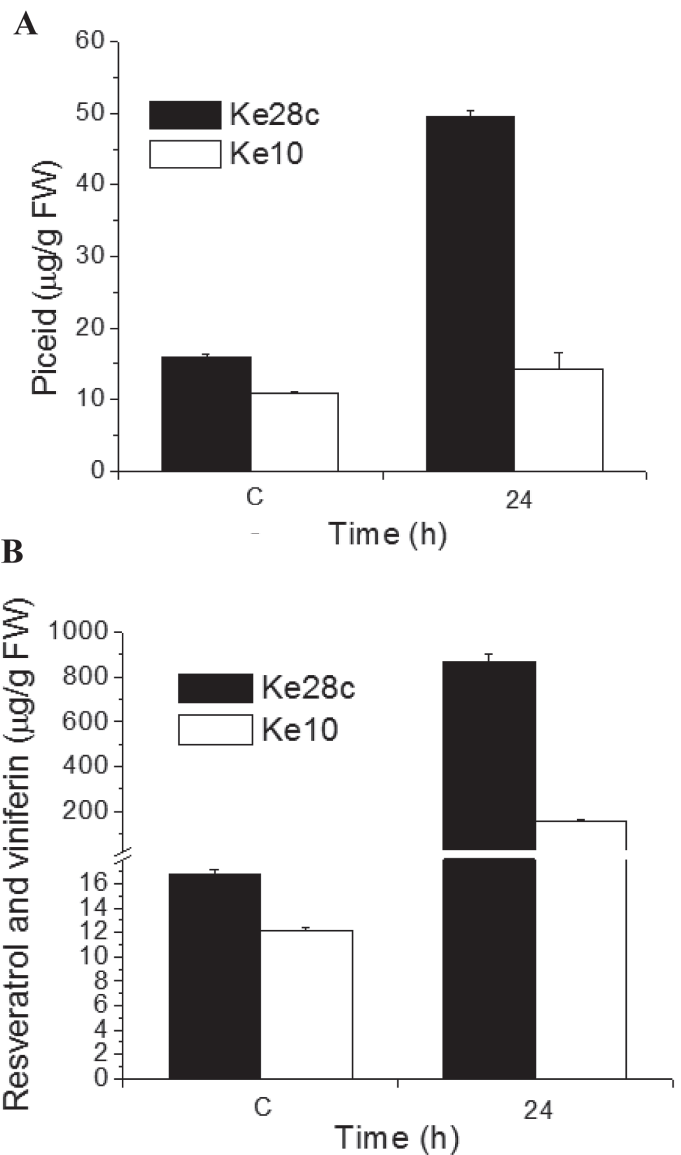 A
60
50
40
30
20
10
0
Piceid (μg/g FW)
Ke28c
Ke10
C
24
Time (h)
B
1000
800
600
400
200
16
14
12
10
8
6
4
2
0
Resveratrol and viniferin (μg/g FW)
Ke28c
Ke10
C
24
Time (h)